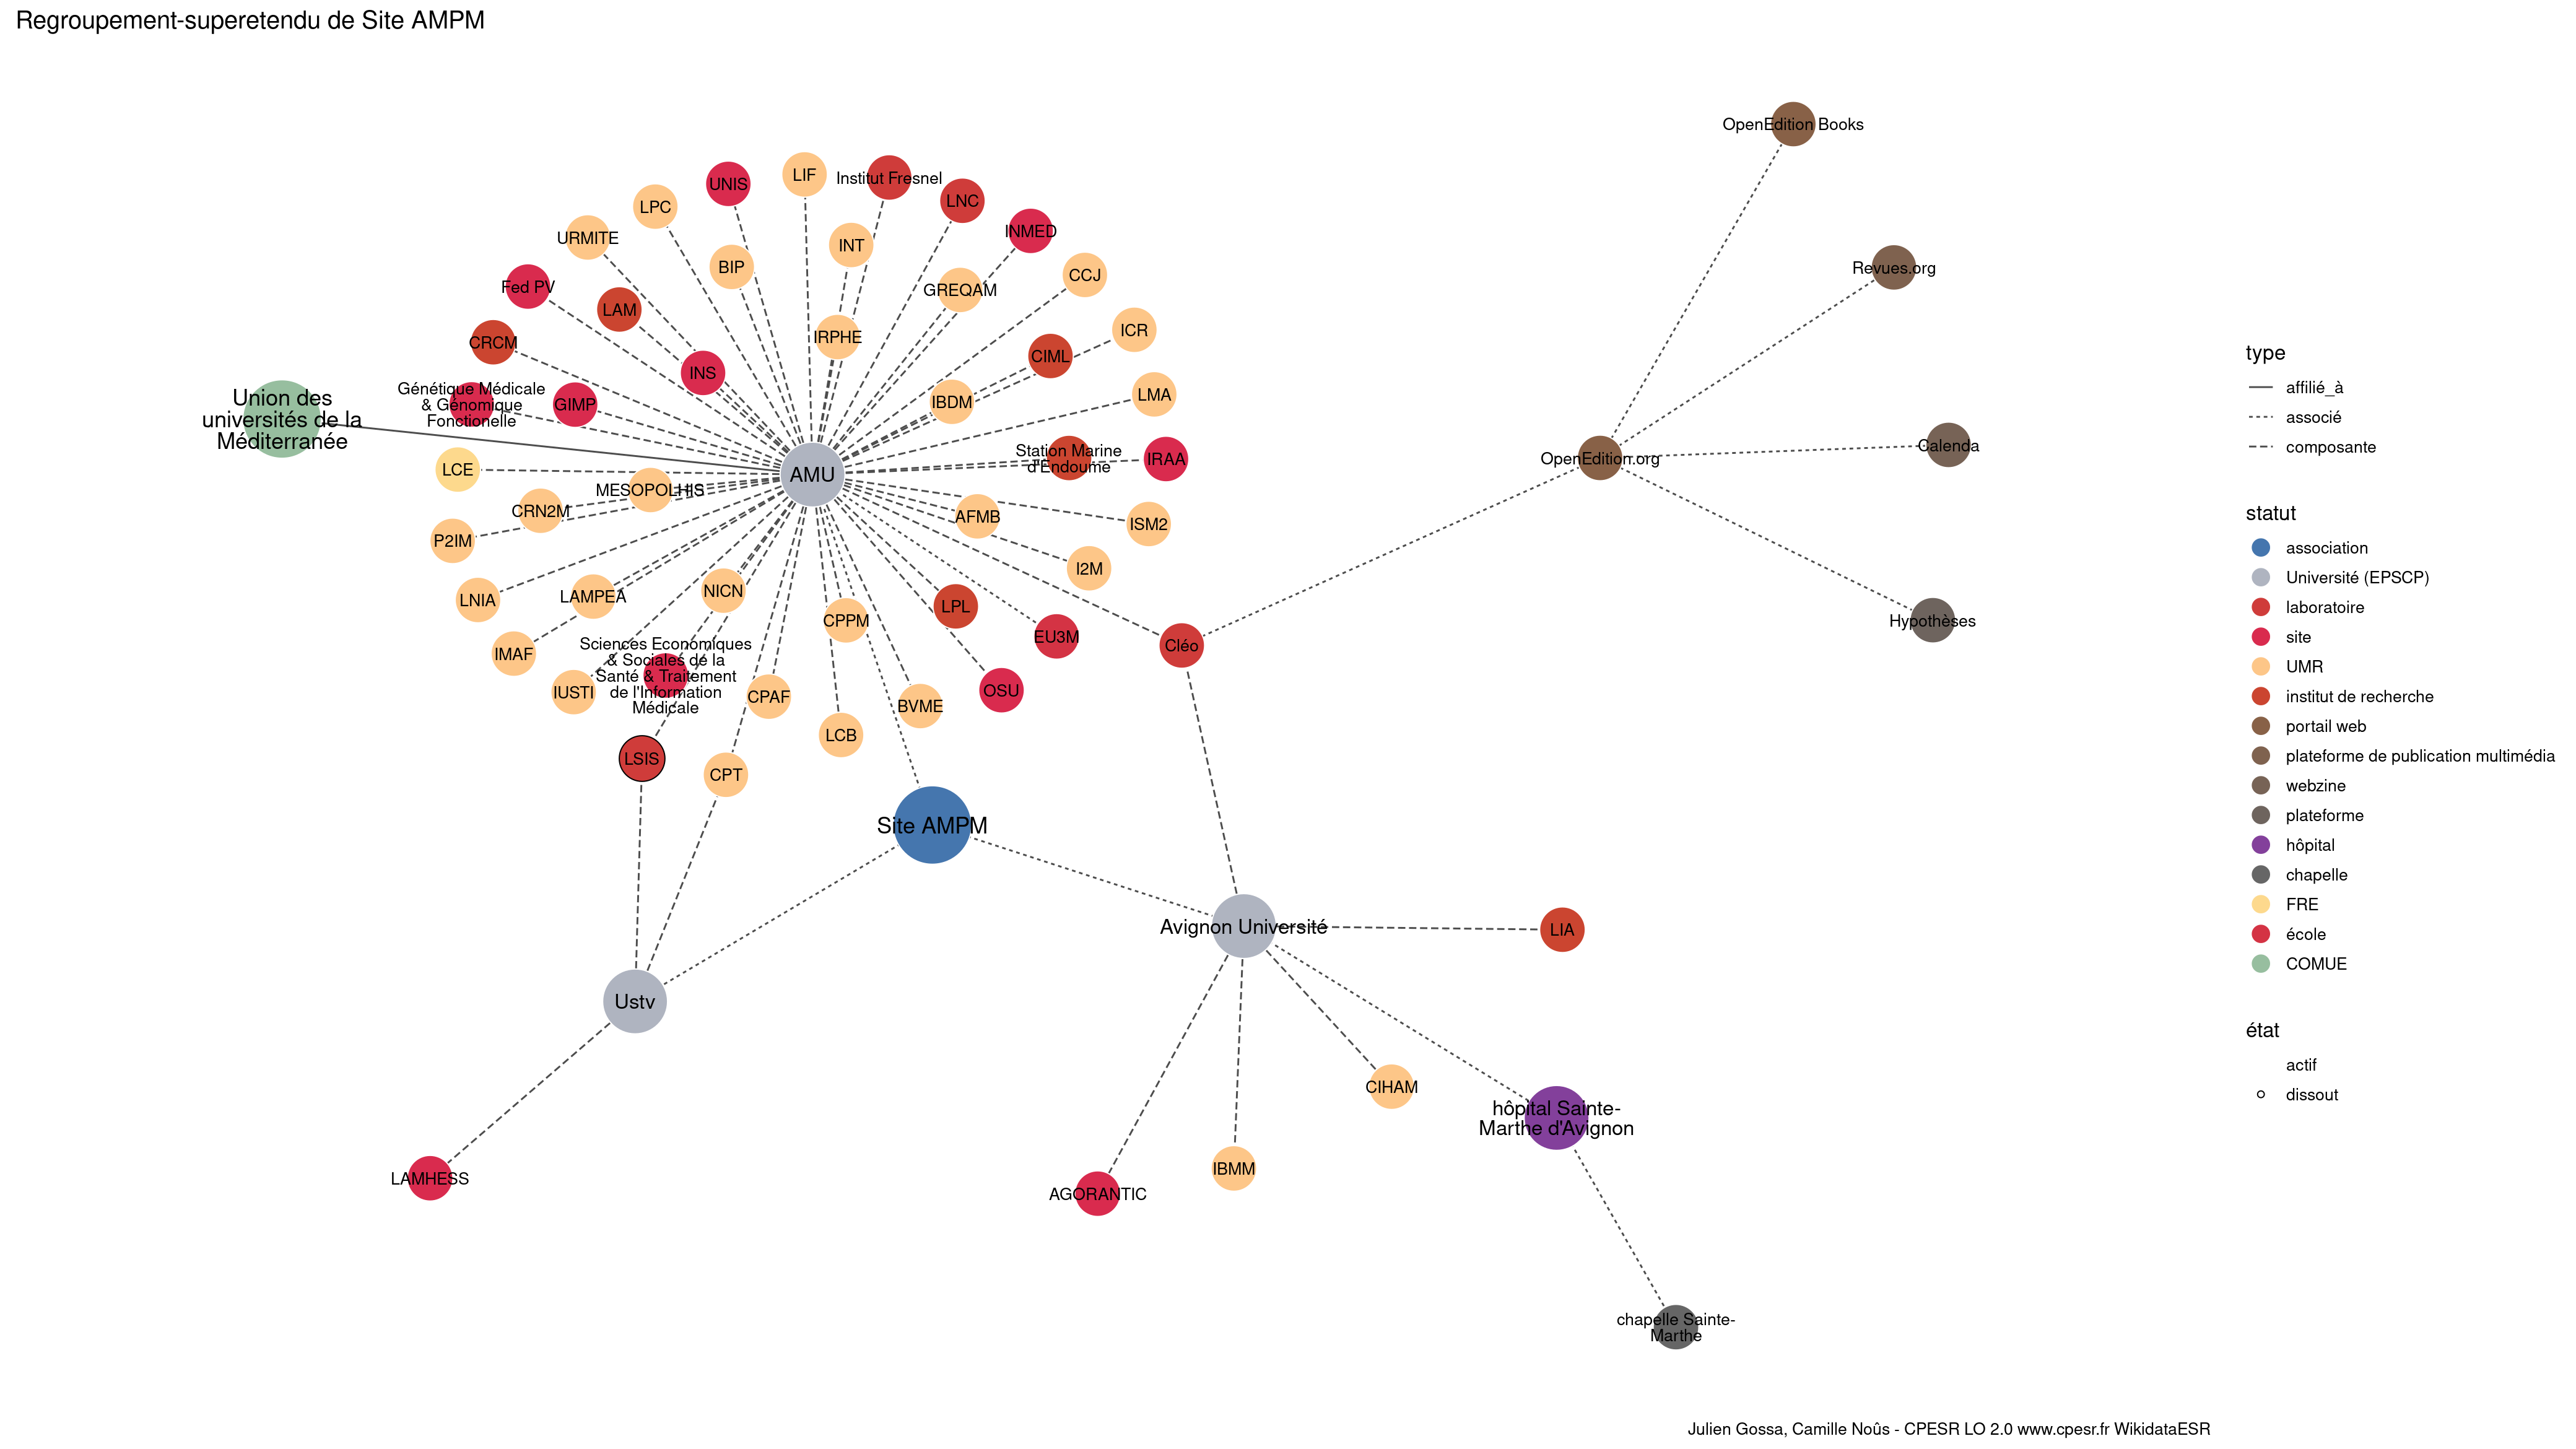 Regroupement-superetendu de Site AMPM
OpenEdition Books
LIF
Institut Fresnel
UNIS
LNC
LPC
INMED
URMITE
INT
BIP
Revues.org
CCJ
Fed PV
GREQAM
LAM
ICR
IRPHE
CRCM
CIML
INS
LMA
IBDM
GIMP
Génétique Médicale
& Génomique
Fonctionelle
Union des
universités de la
Méditerranée
Calenda
Station Marine
d'Endoume
IRAA
OpenEdition.org
LCE
AMU
MESOPOLHIS
CRN2M
AFMB
ISM2
P2IM
I2M
NICN
LAMPEA
LNIA
LPL
CPPM
Hypothèses
EU3M
Cléo
IMAF
Sciences Economiques
& Sociales de la
Santé & Traitement
de l'Information
Médicale
IUSTI
OSU
CPAF
BVME
LCB
LSIS
CPT
Site AMPM
Avignon Université
LIA
Ustv
CIHAM
hôpital Sainte-
Marthe d'Avignon
IBMM
LAMHESS
AGORANTIC
chapelle Sainte-
Marthe
type
affilié_à
associé
composante
statut
association
Université (EPSCP)
laboratoire
site
UMR
institut de recherche
portail web
plateforme de publication multimédia
webzine
plateforme
hôpital
chapelle
FRE
école
COMUE
état
actif
dissout
Julien Gossa, Camille Noûs - CPESR LO 2.0 www.cpesr.fr WikidataESR